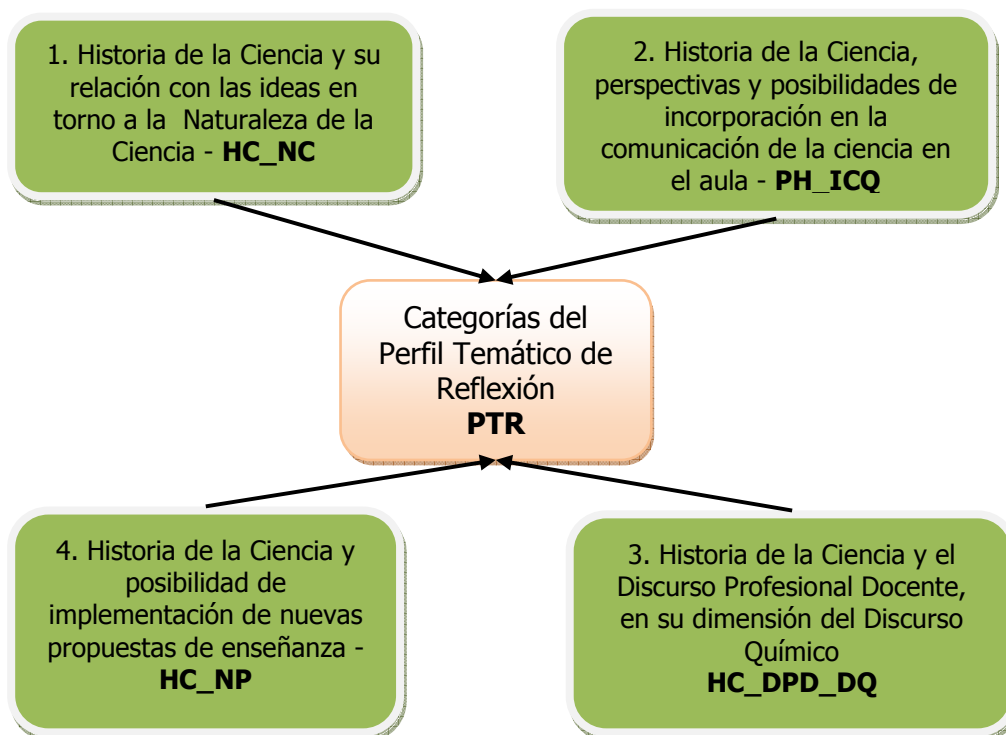 1. Historia de la Ciencia y su
relación con las ideas en
torno a la Naturaleza de la
Ciencia - HC_NC
2. Historia de la Ciencia,
perspectivas y posibilidades de
incorporación en la
comunicación de la ciencia en
el aula - PH_ICQ
Categorías del
Perfil Temático de
Reflexión
PTR
4. Historia de la Ciencia y
posibilidad de
implementación de nuevas
propuestas de enseñanza -
HC_NP
3. Historia de la Ciencia y el
Discurso Profesional Docente,
en su dimensión del Discurso
Químico
HC_DPD_DQ